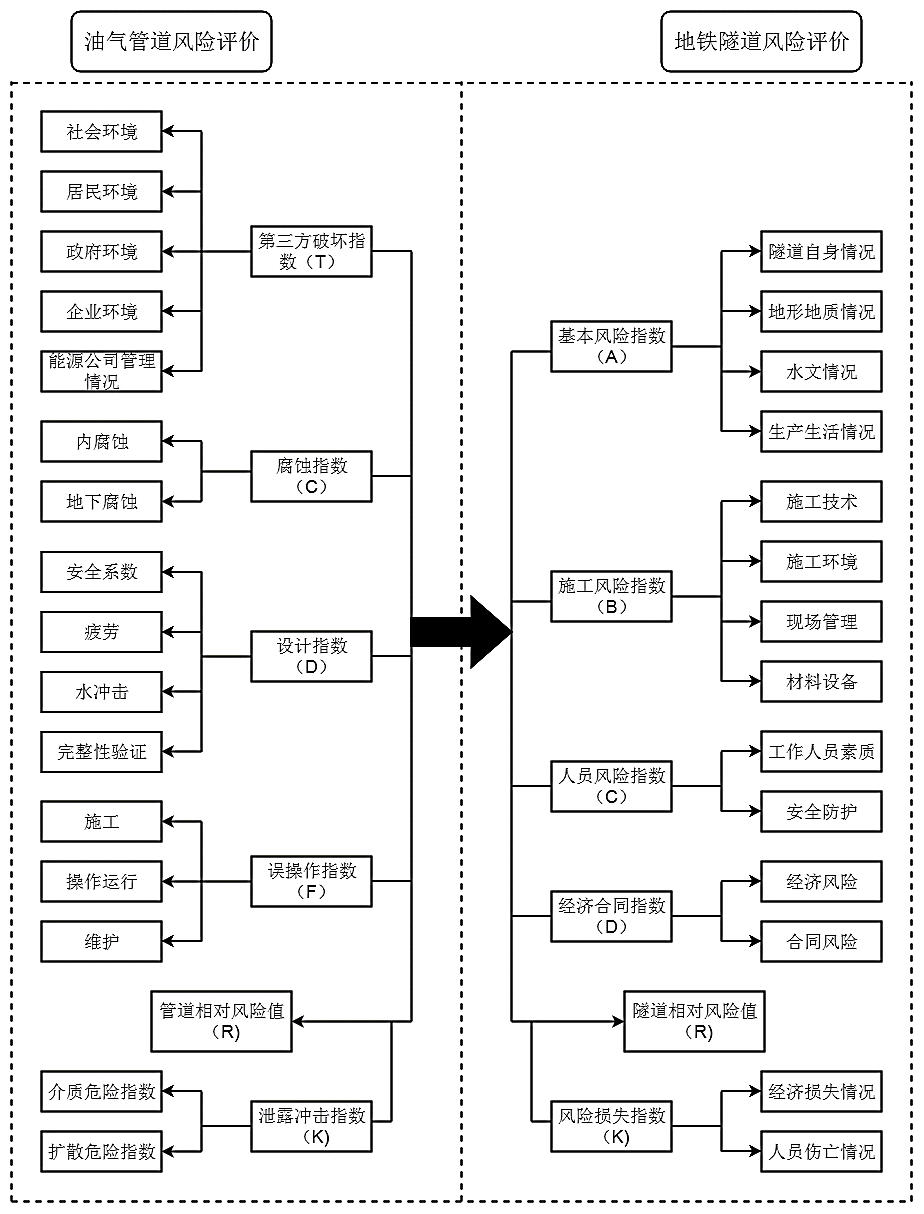 油气管道风险评价
地铁隧道风险评价
社会环境
居民环境
政府环境
企业环境
能源公司管理
情况
第三方破坏指
数（T）
内腐蚀
地下腐蚀
腐蚀指数
（C）
安全系数
疲劳
水冲击
完整性验证
设计指数
（D）
施工
操作运行
维护
误操作指数
（F）
管道相对风险值
（R)
介质危险指数
扩散危险指数
泄露冲击指数
（K)
基本风险指数
（A）
隧道自身情况
地形地质情况
水文情况
生产生活情况
施工风险指数
（B）
施工技术
施工环境
现场管理
材料设备
人员风险指数
（C）
工作人员素质
安全防护
经济合同指数
（D）
经济风险
合同风险
隧道相对风险值
（R)
风险损失指数
（K)
经济损失情况
人员伤亡情况